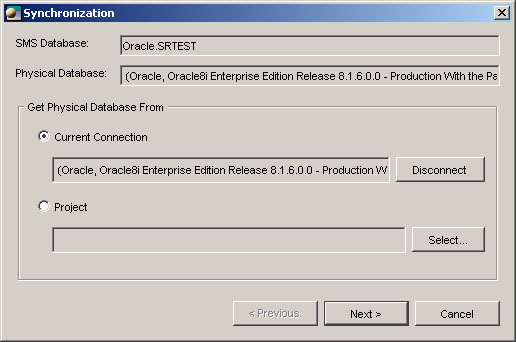 Synchronization
SMS Database: Oracle.SRTEST
Physical Database: (Oracle, Oracle8i Enterprise Edition Release 8.1.6.0.0 - Production With the Pa
Get Physical Database From
Current Connection
(Oracle, Oracle8i Enterprise Edition Release 8.1.6.0.0 - Production W Disconnect
Project
Select...
< Previous Next > Cancel